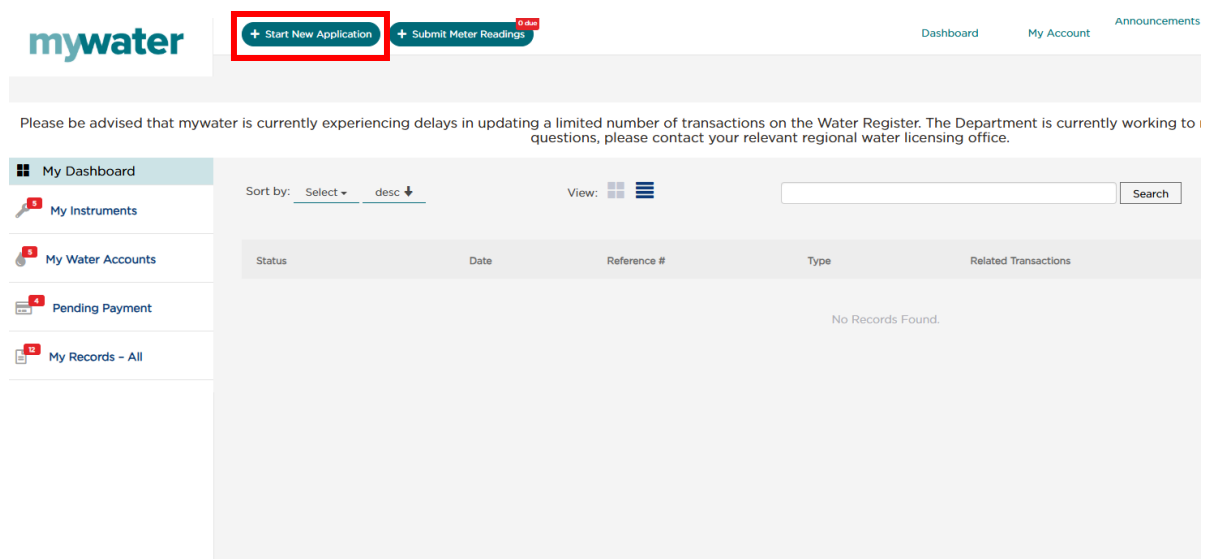 mywater
+ Start New Application
+ Submit Meter Readings
0 due
Dashboard
My Account
Announcements
Please be advised that mywater is currently experiencing delays in updating a limited number of transactions on the Water Register. The Department is currently working to
questions, please contact your relevant regional water licensing office.
My Dashboard
5
My Instruments
5
My Water Accounts
4
Pending Payment
12
My Records – All
Sort by: Select desc
View:
Search
Status Date Reference # Type Related Transactions
No Records Found.